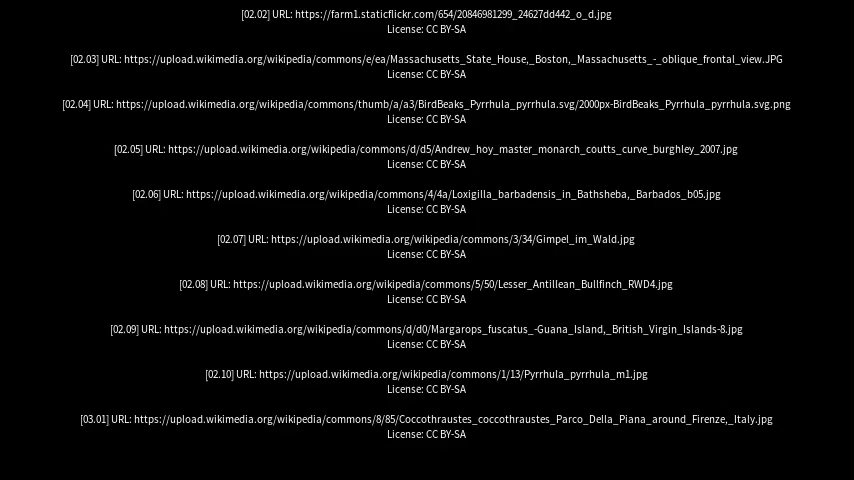 [02.02] URL: https://farm1.staticflickr.com/654/20846981299_24627dd442_o_d.jpg
License: CC BY-SA
[02.03] URL: https://upload.wikimedia.org/wikipedia/commons/e/ea/Massachusetts_State_House,_Boston,_Massachusetts_-_oblique_frontal_view.JPG
License: CC BY-SA
[02.04] URL: https://upload.wikimedia.org/wikipedia/commons/thumb/a/a3/BirdBeaks_Pyrrhula_pyrrhula.svg/2000px-BirdBeaks_Pyrrhula_pyrrhula.svg.png
License: CC BY-SA
[02.05] URL: https://upload.wikimedia.org/wikipedia/commons/d/d5/Andrew_hoy_master_monarch_coutts_curve_burghley_2007.jpg
License: CC BY-SA
[02.06] URL: https://upload.wikimedia.org/wikipedia/commons/4/4a/Loxigilla_barbadensis_in_Bathsheba,_Barbados_b05.jpg
License: CC BY-SA
[02.07] URL: https://upload.wikimedia.org/wikipedia/commons/3/34/Gimpel_im_Wald.jpg
License: CC BY-SA
[02.08] URL: https://upload.wikimedia.org/wikipedia/commons/5/50/Lesser_Antillean_Bullfinch_RWD4.jpg
License: CC BY-SA
[02.09] URL: https://upload.wikimedia.org/wikipedia/commons/d/d0/Margarops_fuscatus_-Guana_Island,_British_Virgin_Islands-8.jpg
License: CC BY-SA
[02.10] URL: https://upload.wikimedia.org/wikipedia/commons/1/13/Pyrrhula_pyrrhula_m1.jpg
License: CC BY-SA
[03.01] URL: https://upload.wikimedia.org/wikipedia/commons/8/85/Coccothraustes_coccothraustes_Parco_Della_Piana_around_Firenze,_Italy.jpg
License: CC BY-SA